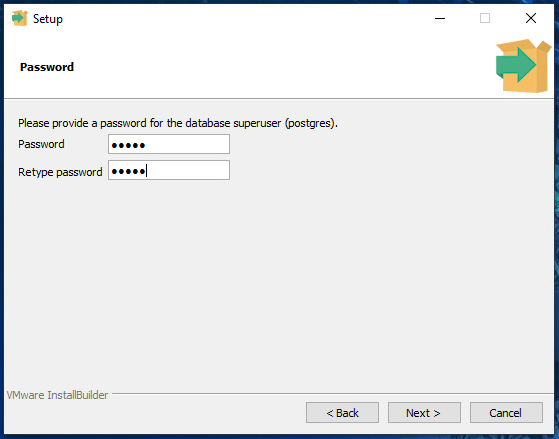 Setup
Password
Please provide a password for the database superuser (postgres).
Password •••••
Retype password •••••
VMware InstallBuilder
< Back Next > Cancel